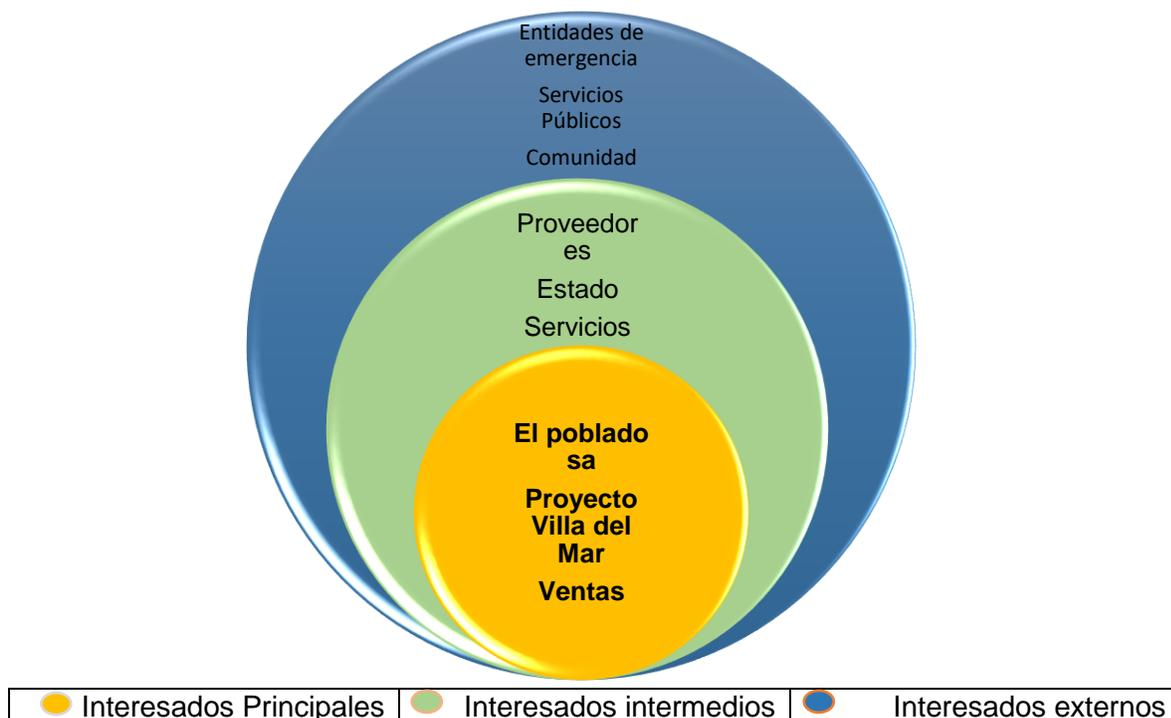 Entidades de
emergencia
Servicios
Públicos
Comunidad
Proveedor
es
Estado
Servicios
El poblado
sa
Proyecto
Villa del
Mar
Ventas
Interesados Principales
Interesados intermedios
Interesados externos